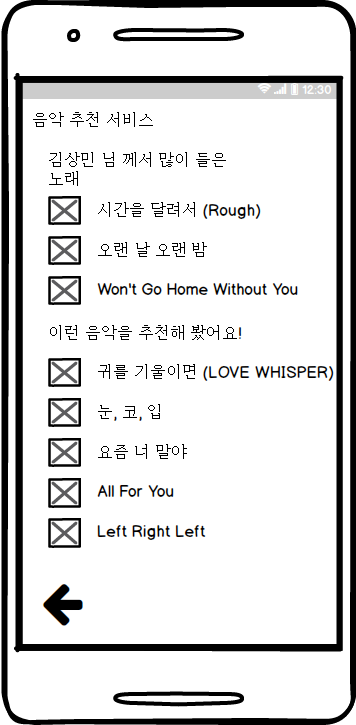 12:30
음악 추천 서비스
김상민 님 께서 많이 들은
노래
시간을 달려서 (Rough)
오랜 날 오랜 밤
Won't Go Home Without You
이런 음악을 추천해 봤어요!
귀를 기울이면 (LOVE WHISPER)
눈, 코, 입
요즘 너 말야
All For You
Left Right Left